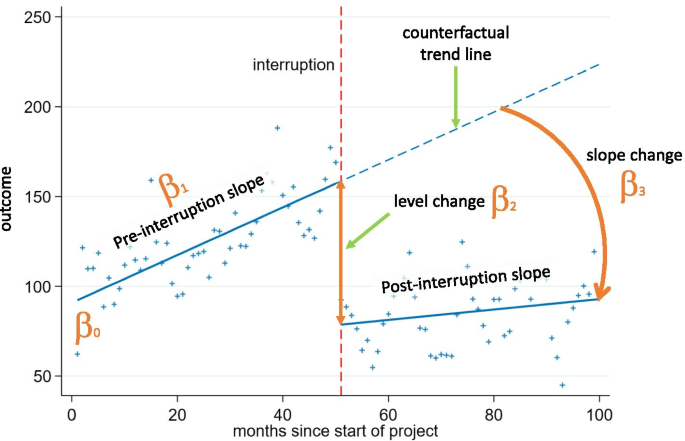 250
200
150
100
50
outcome
interruption
counterfactual
trend line
slope change
β3
β1
Pre-interruption slope
level change β2
Post-interruption slope
β0
0 20 40 60 80 100
months since start of project